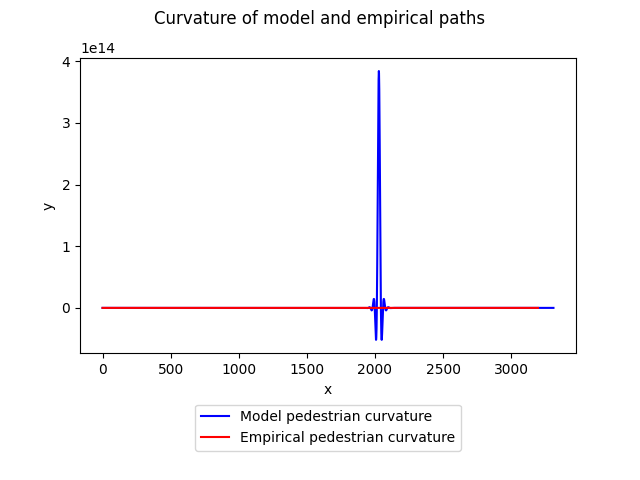 Curvature of model and empirical paths
1e14
4
3
2
1
0
y
0 500 1000 1500 2000 2500 3000
x
Model pedestrian curvature
Empirical pedestrian curvature